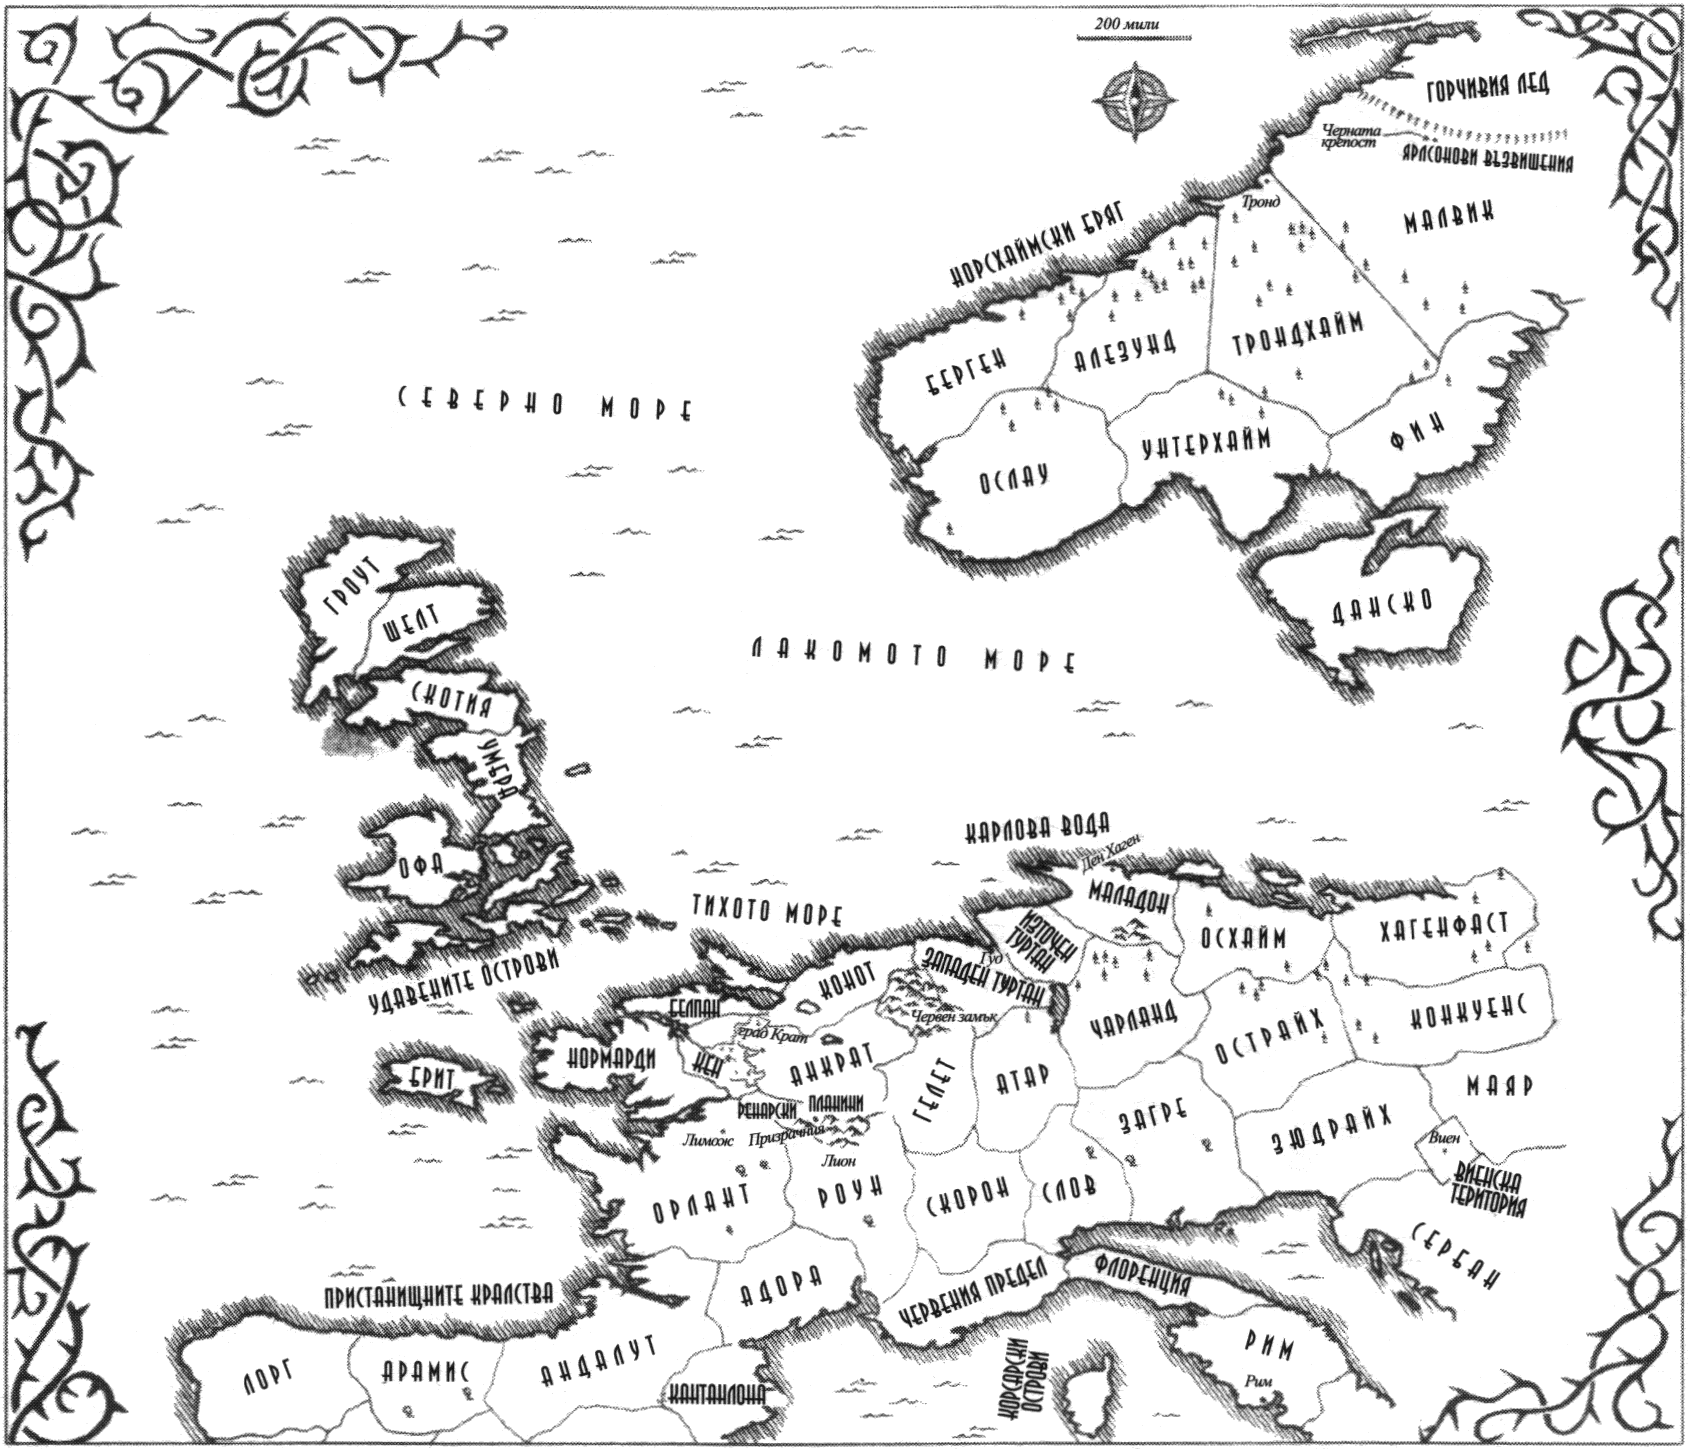 200 мили
ГОРЧИВИЯ ЛЕД
Черната
крепост
ЯРЛСОНОВИ ВЪЗВИШЕНИЯ
Тронд
МАЛВИК
НОРСХАЙМСКИ БРЯГ
БЕРГЕН
АЛЕЗУНД
ТРОНДХАЙМ
СЕВЕРНО МОРЕ
УНТЕРХАЙМ
ФИН
ОСЛАУ
ГРОУТ
ШЕЛТ
ДАНСКО
ЛАКОМОТО МОРЕ
СКОТИЯ
УМБРА
ОФА
КАРЛОВА ВОДА
Ден Хаген
МАЛАДОН
ТИХОТО МОРЕ
ИЗТОЧЕН
ТУРТАН
ОСХАЙМ
ХАГЕНФАСТ
УДАВЕНИТЕ ОСТРОВИ
Гуд
ЗАПАДЕН ТУРТАН
КОНОТ
БЕЛПАН
Червен замък
ЧАРЛАНД
ОСТРАЙХ
КОНКУЕНС
град Крат
НОРМАРДИ
КЕН
АНКРАТ
БРИТ
ГЕЛЕТ
АТАР
МАЯР
РЕНАРСКИ ПЛАНИНИ
ЗАГРЕ
ЗЮДРАЙХ
Лимож
Призрачния
Лион
Виен
ВИЕНСКА
ТЕРИТОРИЯ
ОРЛАНТ
РОУН
СКОРОН
СЛОВ
СЕРБАН
ПРИСТАНИЩНИТЕ КРАЛСТВА
АДОРА
ЧЕРВЕНИЯ ПРЕДЕЛ
ФЛОРЕНЦИЯ
ЛОРГ
АРАМИС
АНДАЛУТ
КАНТАНЛОНА
КОРСАРСКИ
ОСТРОВИ
РИМ
Рим